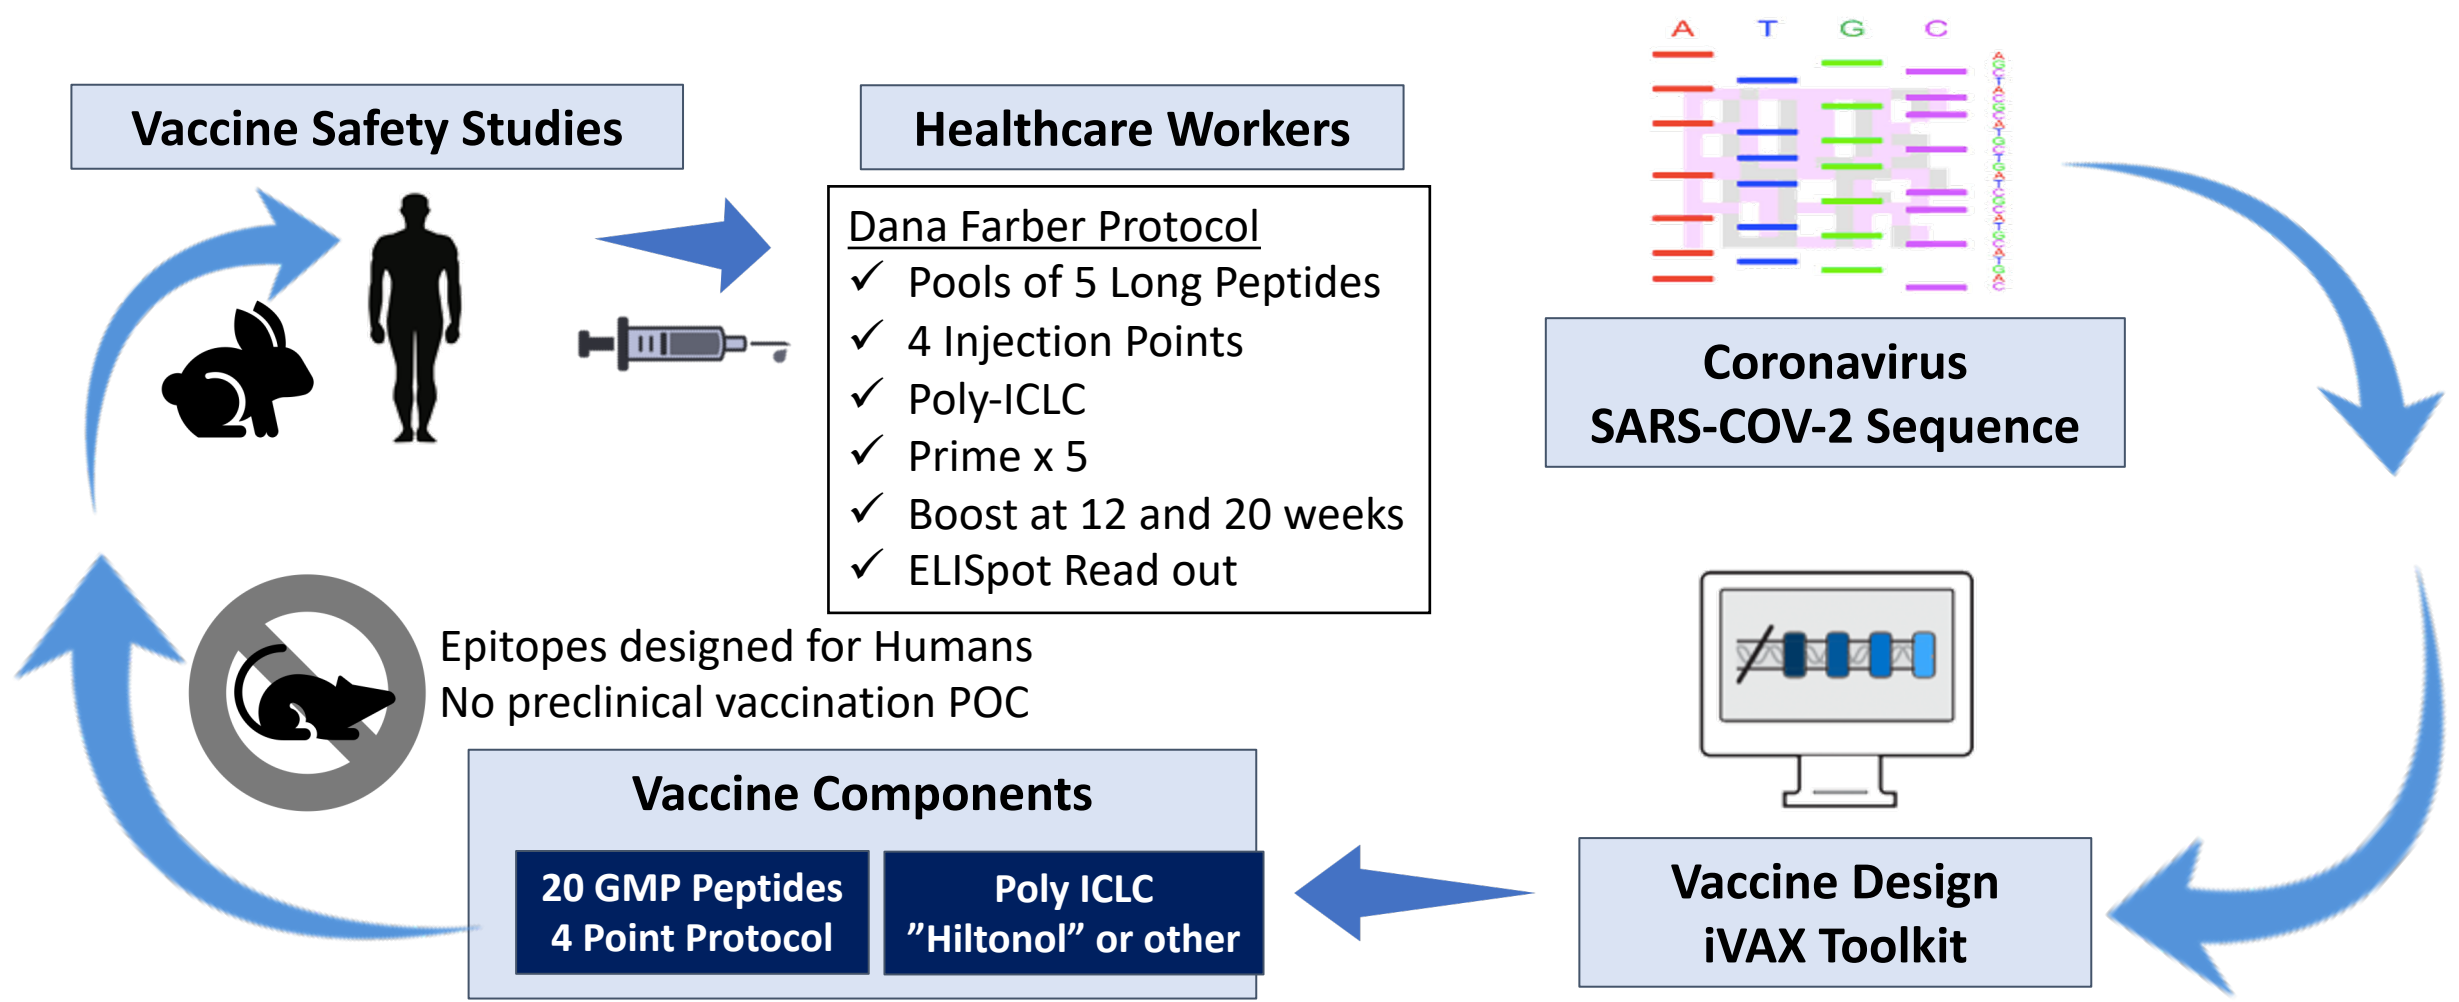 Vaccine Safety Studies
Healthcare Workers
Dana Farber Protocol
✓ Pools of 5 Long Peptides
✓ 4 Injection Points
✓ Poly-ICLC
✓ Prime x 5
✓ Boost at 12 and 20 weeks
✓ ELISpot Read out
A T G C
A
G
C
T
A
C
G
C
A
T
G
C
T
G
A
T
C
G
C
A
T
G
C
A
T
G
A
C
Coronavirus
SARS-COV-2 Sequence
Epitopes designed for Humans
No preclinical vaccination POC
Vaccine Components
20 GMP Peptides
4 Point Protocol
Poly ICLC
”Hiltonol” or other
Vaccine Design
iVAX Toolkit